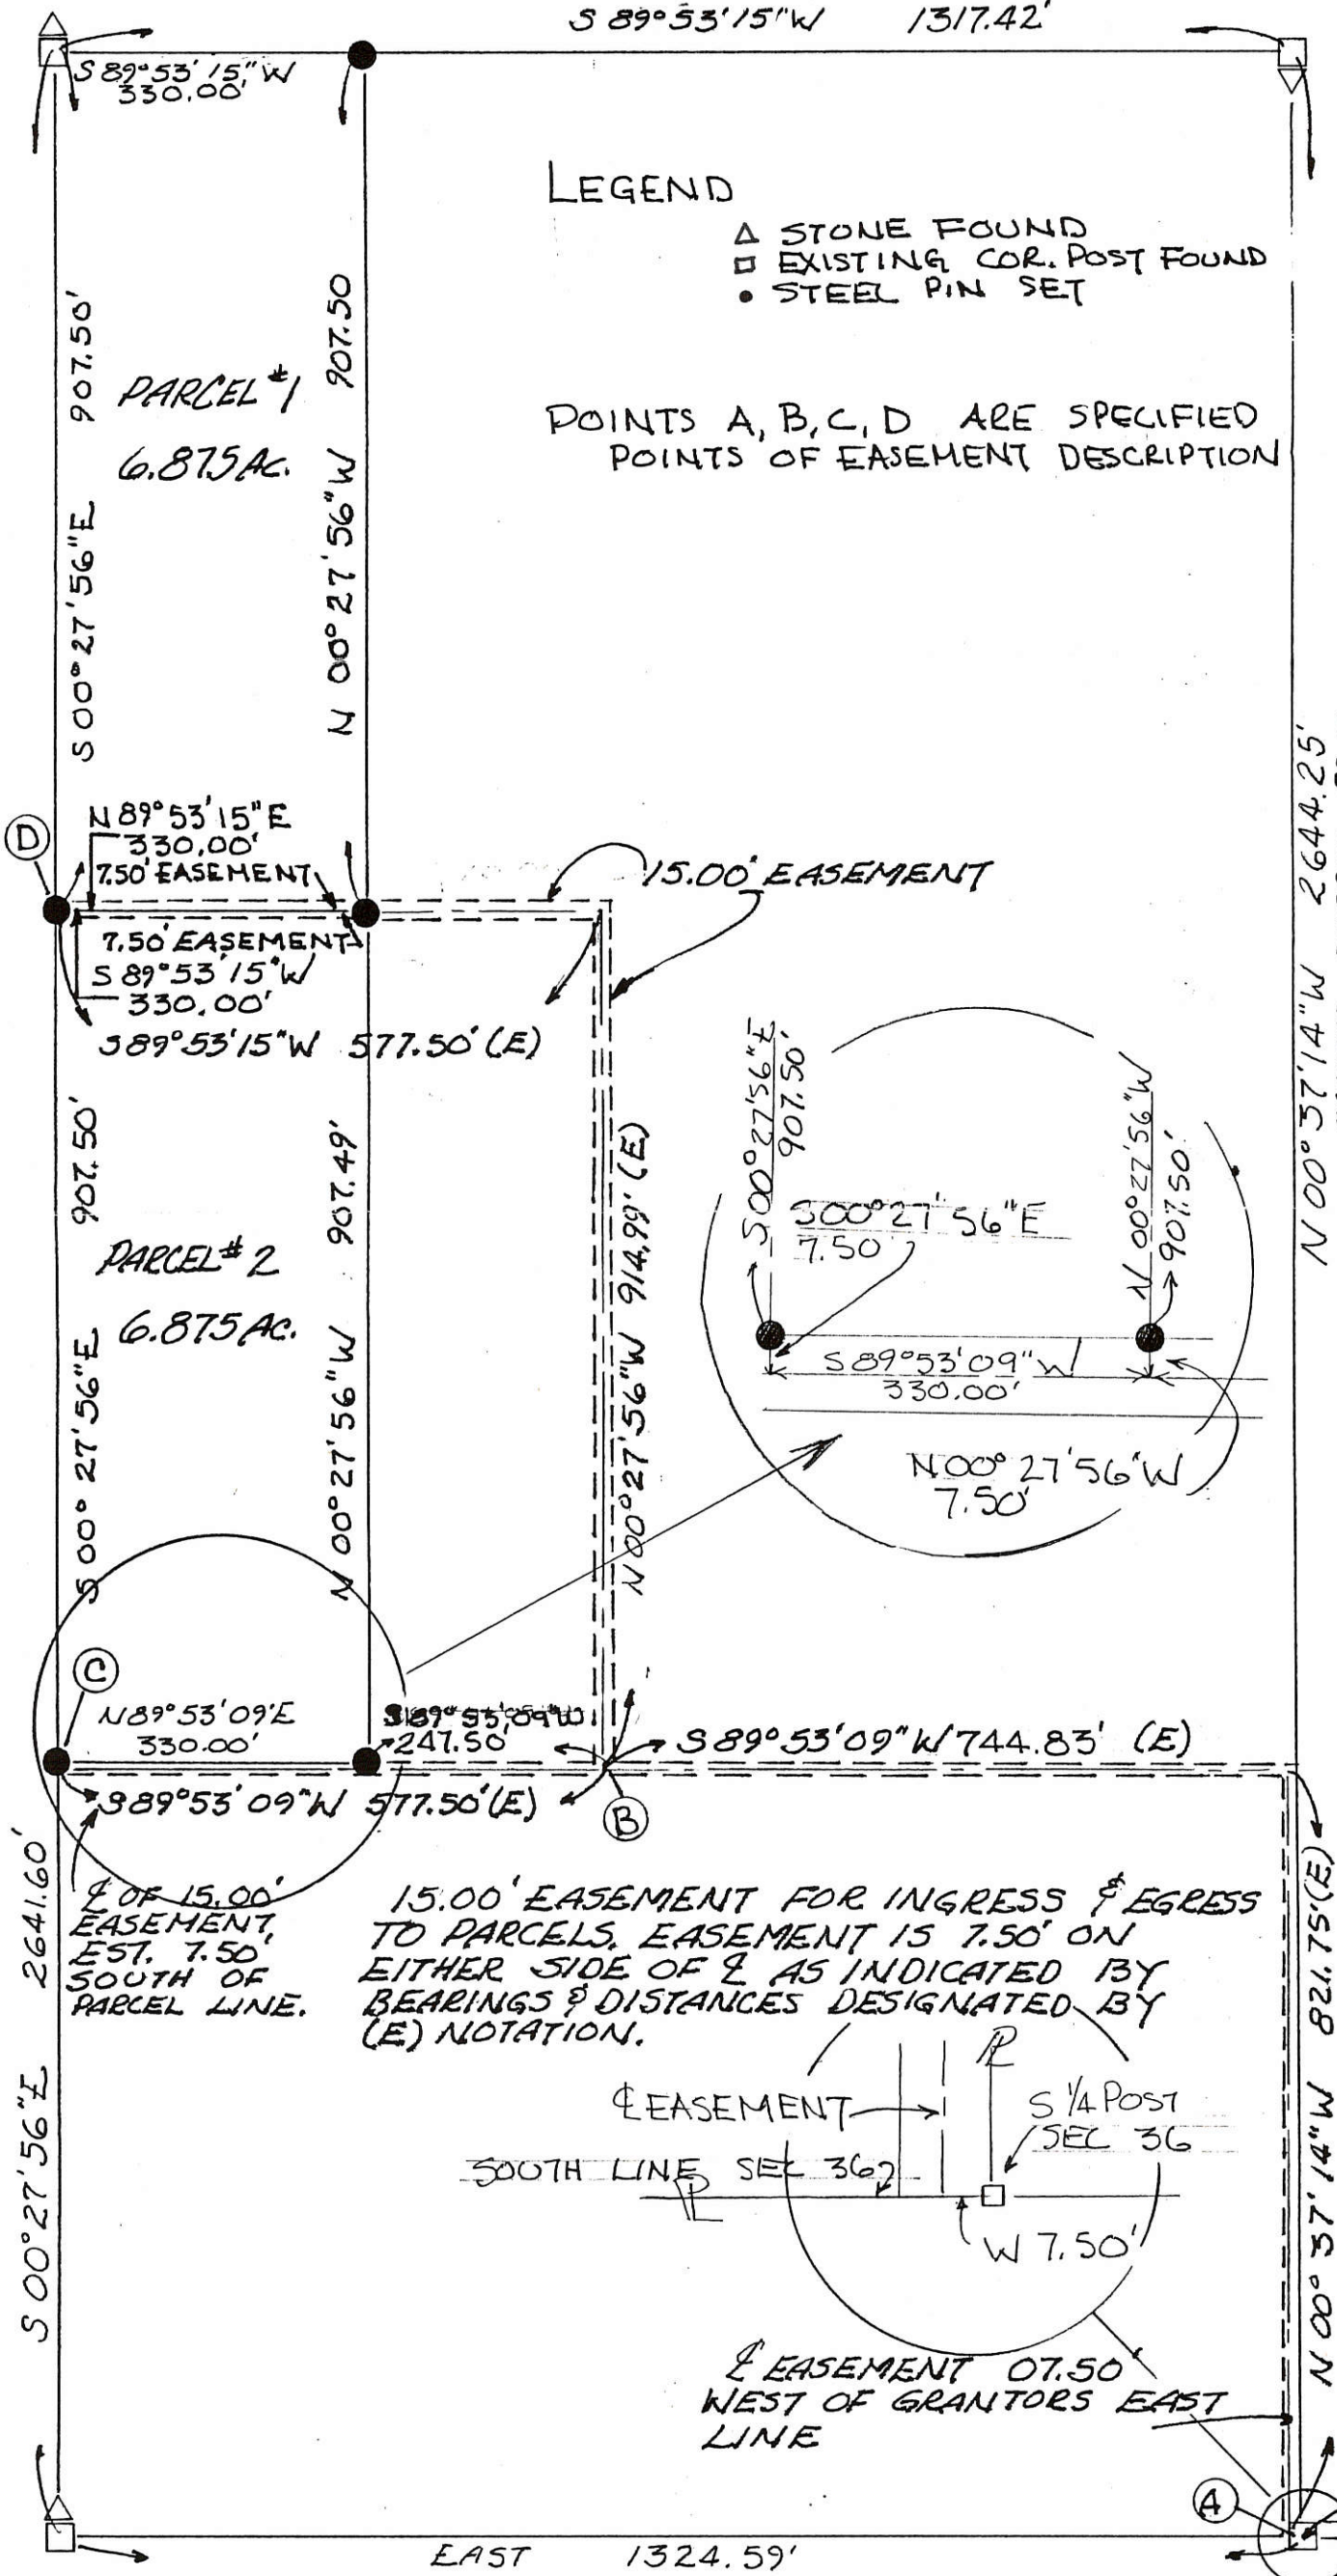 S 89°53'15"W 1317.42'
S 89°53'15"W
330.00'
LEGEND
△ STONE FOUND
□ EXISTING COR. POST FOUND
● STEEL PIN SET
POINTS A, B, C, D ARE SPECIFIED
POINTS OF EASEMENT DESCRIPTION
S 00°27'56"E 907.50'
PARCEL #1
6.875 AC.
N 00°27'56"W 907.50
N 00°37'14"W 2644.25'
D
N 89°53'15"E
330.00'
7.50' EASEMENT
7.50' EASEMENT
S 89°53'15"W
330.00'
S89°53'15"W 577.50' (E)
15.00' EASEMENT
S 00°27'56"E 907.50'
PARCEL # 2
6.875 AC.
N 00°27'56"W 907.49'
N 00°27'56"W 914.99' (E)
S 00°27'56"E
907.50'
N 00°27'56"W
907.50'
S00°27'56"E
7.50'
S 89°53'09"W
330.00'
N00°27'56"W
7.50'
C
N89°53'09"E
330.00'
S89°53'09"W
247.50'
S 89°53'09"W 744.83' (E)
S89°53'09"W 577.50'(E)
B
℄ OF 15.00'
EASEMENT,
EST. 7.50'
SOUTH OF
PARCEL LINE.
15.00' EASEMENT FOR INGRESS & EGRESS
TO PARCELS. EASEMENT IS 7.50' ON
EITHER SIDE OF ℄ AS INDICATED BY
BEARINGS & DISTANCES DESIGNATED BY
(E) NOTATION.
S 00°27'56"E 2641.60'
N 00°37'14"W 821.75'(E)
℄ EASEMENT
PL
S 1/4 POST
SEC 36
SOUTH LINE SEC 36
PL
W 7.50'
℄ EASEMENT 07.50'
WEST OF GRANTORS EAST
LINE
A
EAST 1324.59'